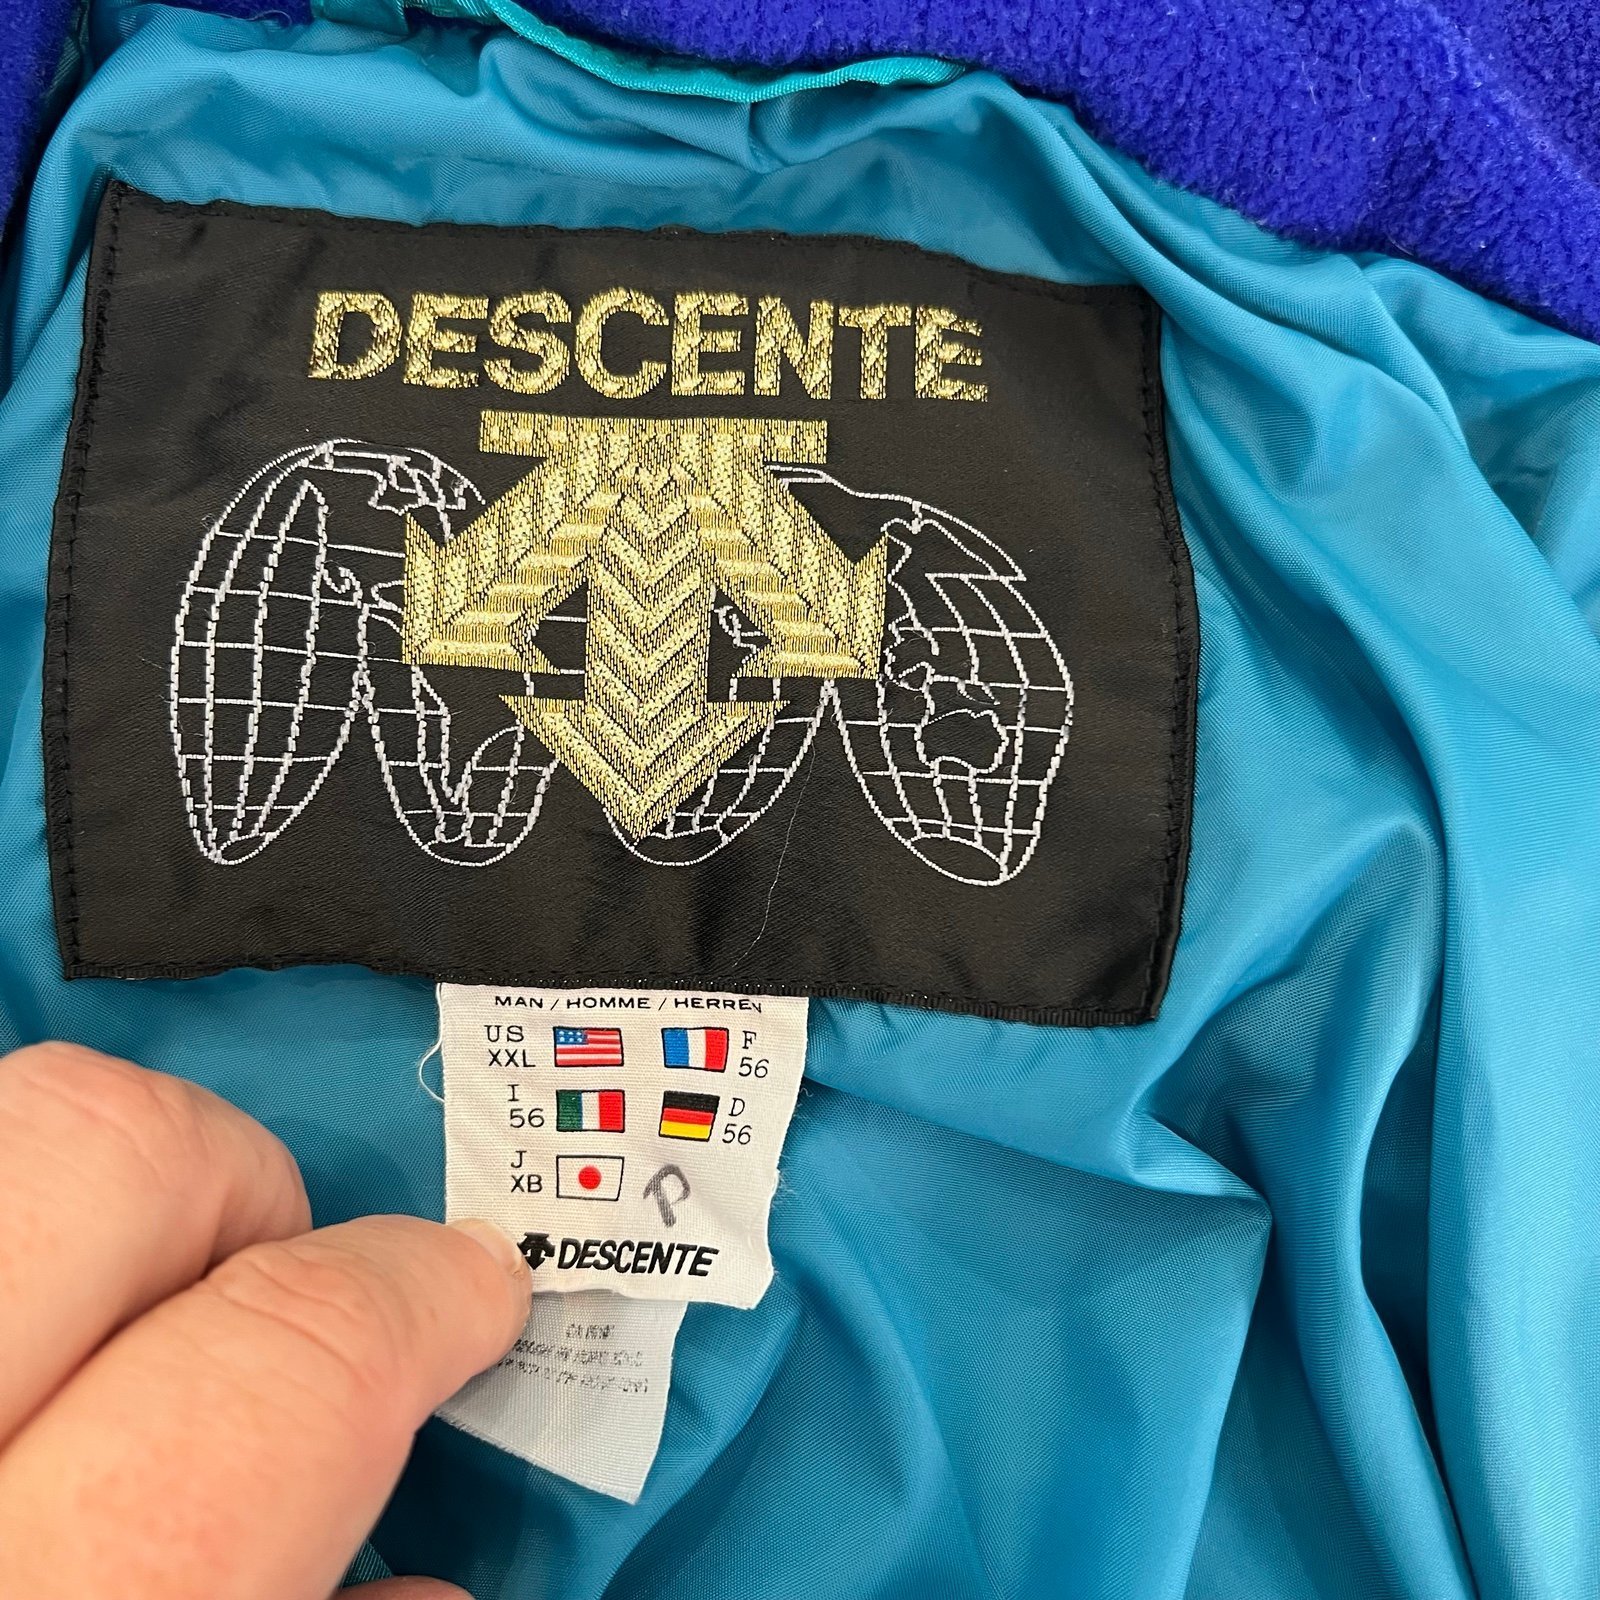 DESCENTE
MAN / HOMME / HERREN
US
XXL
F
56
I
56
D
56
J
XB
P
DESCENTE